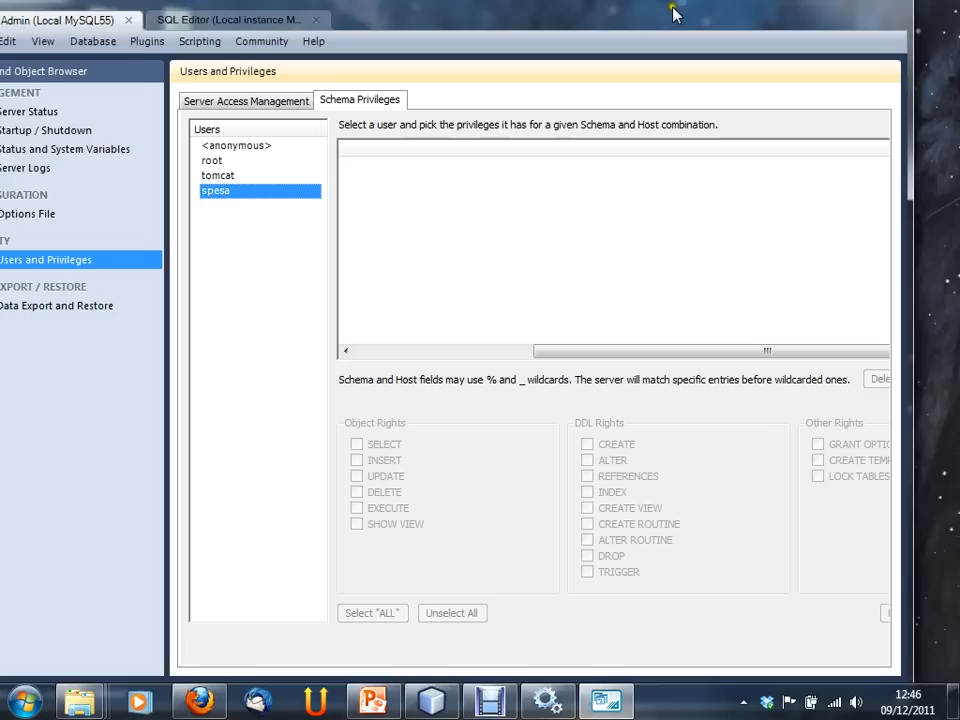 Admin (Local MySQL55)
SQL Editor (Local instance M...
Edit View Database Plugins Scripting Community Help
nd Object Browser
GEMENT
Server Status
Startup / Shutdown
Status and System Variables
Server Logs
URATION
Options File
TY
Users and Privileges
EXPORT / RESTORE
Data Export and Restore
Users and Privileges
Server Access Management
Schema Privileges
Users
<anonymous>
root
tomcat
spesa
Select a user and pick the privileges it has for a given Schema and Host combination.
Schema and Host fields may use % and _ wildcards. The server will match specific entries before wildcarded ones.
Dele
Object Rights
SELECT
INSERT
UPDATE
DELETE
EXECUTE
SHOW VIEW
DDL Rights
CREATE
ALTER
REFERENCES
INDEX
CREATE VIEW
CREATE ROUTINE
ALTER ROUTINE
DROP
TRIGGER
Other Rights
GRANT OPTIO
CREATE TEMP
LOCK TABLES
Select "ALL"
Unselect All
12:46
09/12/2011